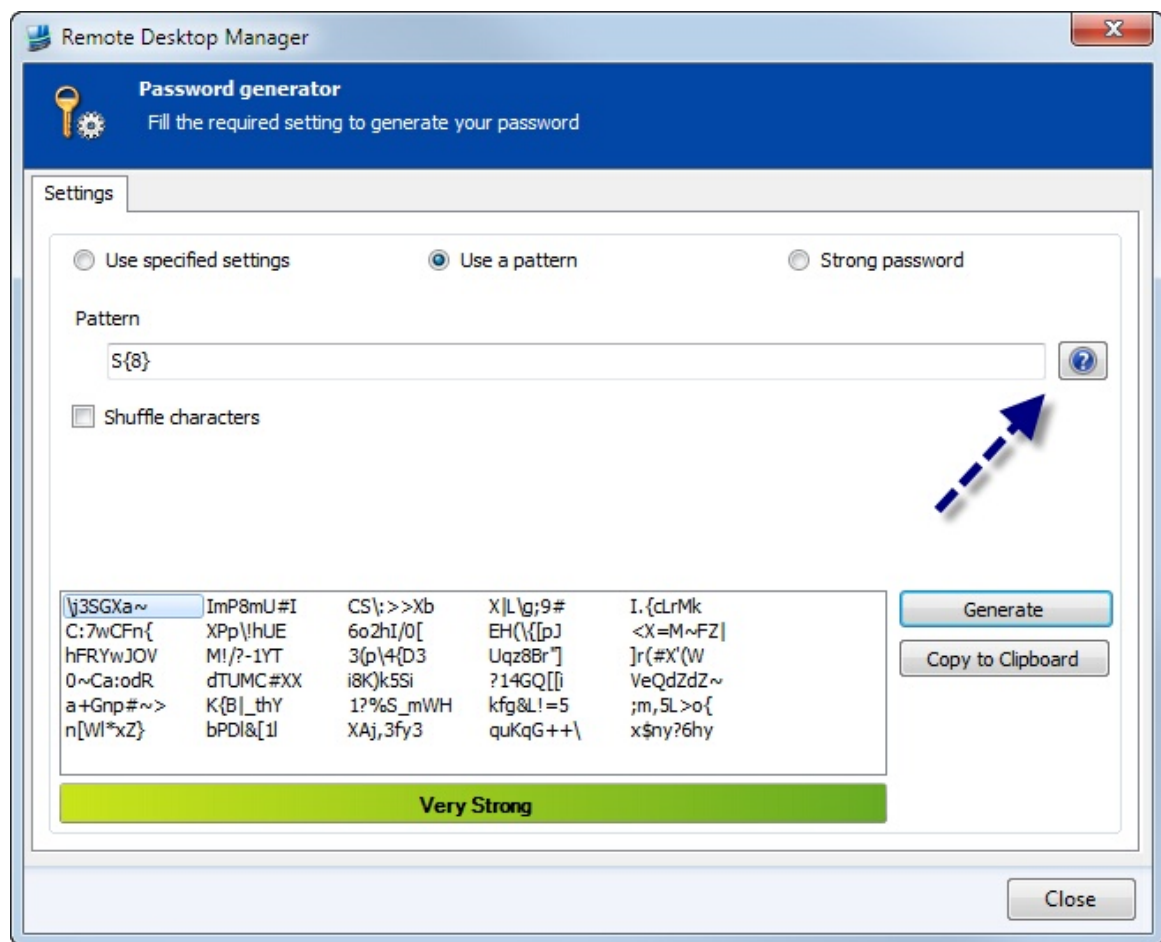 Remote Desktop Manager
Password generator
Fill the required setting to generate your password
Settings
Use specified settings Use a pattern Strong password
Pattern
S{8}
Shuffle characters
\j3SGXa~ ImP8mU#I CS\:>>Xb X|L\g;9# I.{cLrMk
C:7wCFn{ XPp\!hUE 6o2hI/0[ EH(\{[pJ <X=M~FZ|
hFRYwJOV M!/?-1YT 3(p\4{D3 Uqz8Br"] ]r(#X'(W
0~Ca:odR dTUMC#XX i8K)k5Si ?14GQ[[i VeQdZdZ~
a+Gnp#~> K{B|_thY 1?%S_mWH kfg&L!=5 ;m,5L>o{
n[Wl*xZ} bPDl&[1l XAj,3fy3 quKqG++\ x$ny?6hy
Generate
Copy to Clipboard
Very Strong
Close